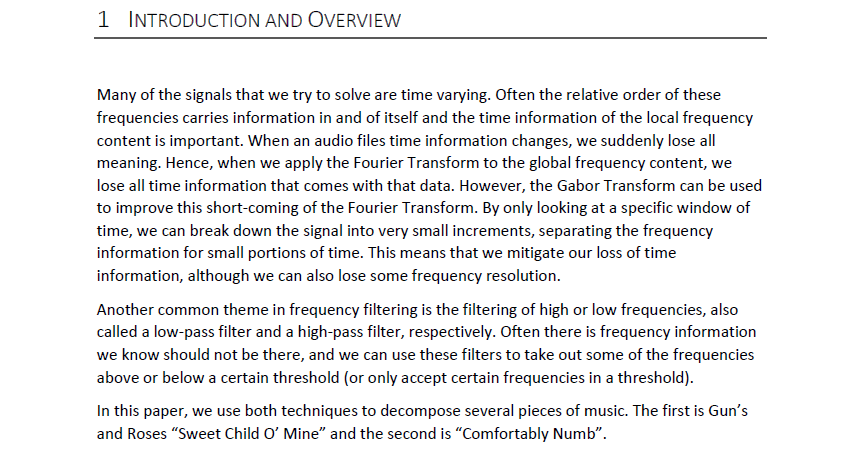 1 INTRODUCTION AND OVERVIEW
Many of the signals that we try to solve are time varying. Often the relative order of these
frequencies carries information in and of itself and the time information of the local frequency
content is important. When an audio files time information changes, we suddenly lose all
meaning. Hence, when we apply the Fourier Transform to the global frequency content, we
lose all time information that comes with that data. However, the Gabor Transform can be used
to improve this short-coming of the Fourier Transform. By only looking at a specific window of
time, we can break down the signal into very small increments, separating the frequency
information for small portions of time. This means that we mitigate our loss of time
information, although we can also lose some frequency resolution.
Another common theme in frequency filtering is the filtering of high or low frequencies, also
called a low-pass filter and a high-pass filter, respectively. Often there is frequency information
we know should not be there, and we can use these filters to take out some of the frequencies
above or below a certain threshold (or only accept certain frequencies in a threshold).
In this paper, we use both techniques to decompose several pieces of music. The first is Gun’s
and Roses “Sweet Child O’ Mine” and the second is “Comfortably Numb”.